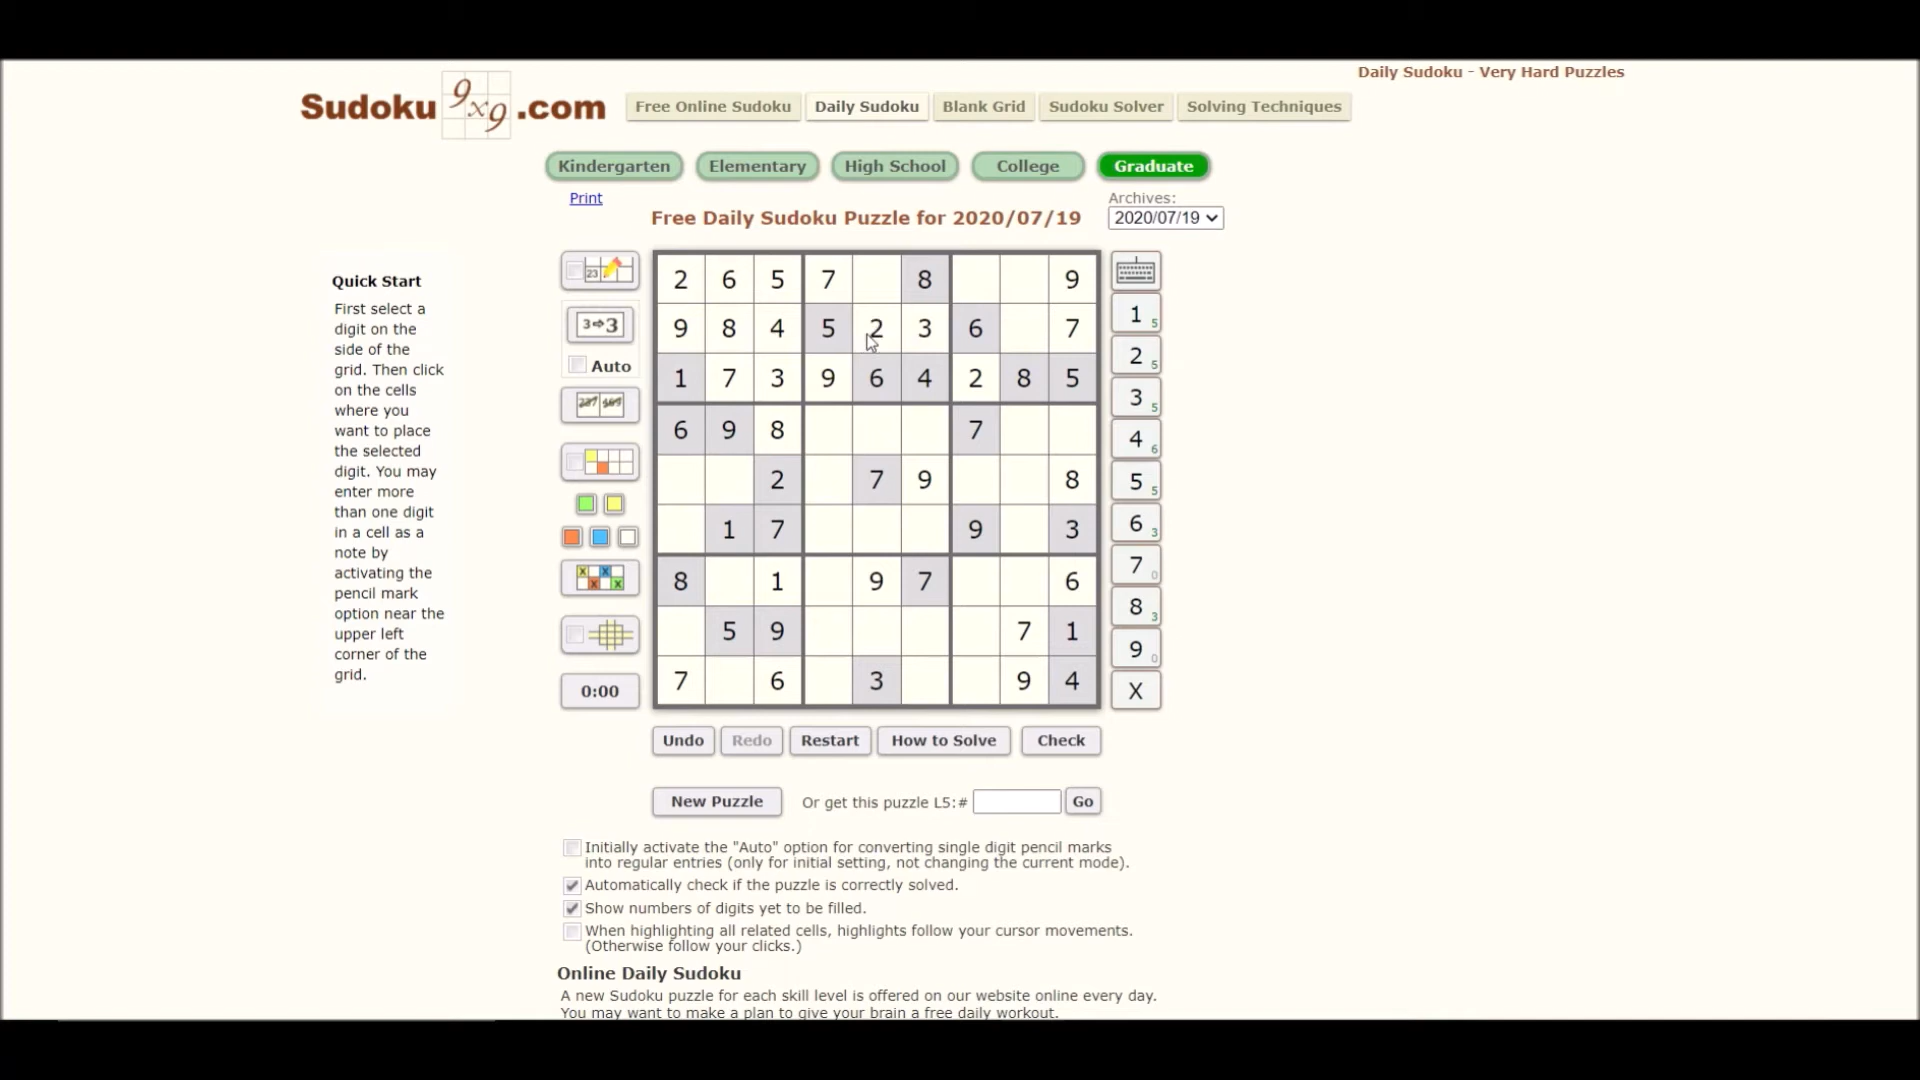 Daily Sudoku - Very Hard Puzzles
Sudoku 9x9 .com
Free Online Sudoku Daily Sudoku Blank Grid Sudoku Solver Solving Techniques
Kindergarten Elementary High School College Graduate
Print
Archives:
Free Daily Sudoku Puzzle for 2020/07/19
2020/07/19
Quick Start
First select a
digit on the
side of the
grid. Then click
on the cells
where you
want to place
the selected
digit. You may
enter more
than one digit
in a cell as a
note by
activating the
pencil mark
option near the
upper left
corner of the
grid.
23
3⇨3
Auto
0:00
2 6 5 7 8 9
9 8 4 5 2 3 6 7
1 7 3 9 6 4 2 8 5
6 9 8 7
2 7 9 8
1 7 9 3
8 1 9 7 6
5 9 7 1
7 6 3 9 4
1 5
2 5
3 5
4 6
5 5
6 3
7 0
8 3
9 0
X
Undo Redo Restart How to Solve Check
New Puzzle Or get this puzzle L5:# Go
Initially activate the "Auto" option for converting single digit pencil marks
into regular entries (only for initial setting, not changing the current mode).
Automatically check if the puzzle is correctly solved.
Show numbers of digits yet to be filled.
When highlighting all related cells, highlights follow your cursor movements.
(Otherwise follow your clicks.)
Online Daily Sudoku
A new Sudoku puzzle for each skill level is offered on our website online every day.
You may want to make a plan to give your brain a free daily workout.